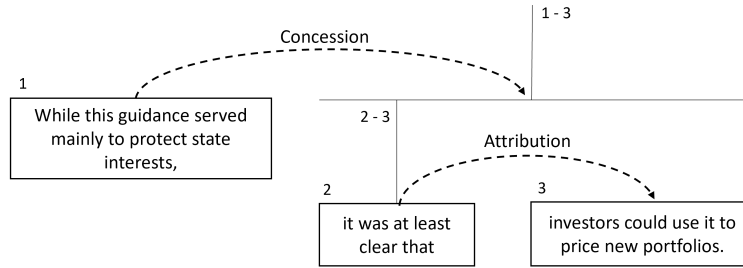 1 - 3
Concession
1
While this guidance served
mainly to protect state
interests,
2 - 3
Attribution
2
it was at least
clear that
3
investors could use it to
price new portfolios.